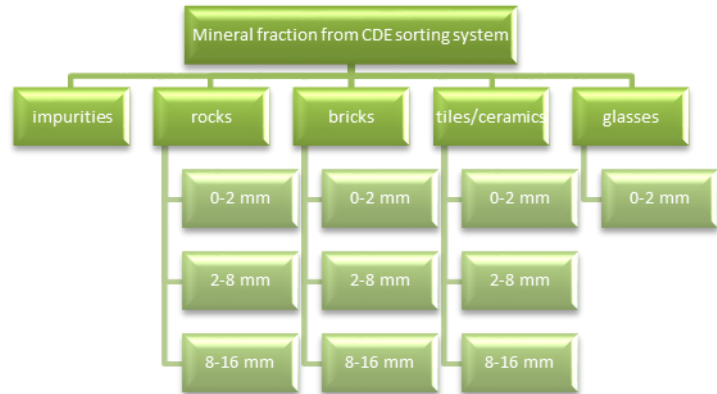 Mineral fraction from CDE sorting system
impurities
rocks
bricks
tiles/ceramics
glasses
0-2 mm
0-2 mm
0-2 mm
0-2 mm
2-8 mm
2-8 mm
2-8 mm
8-16 mm
8-16 mm
8-16 mm